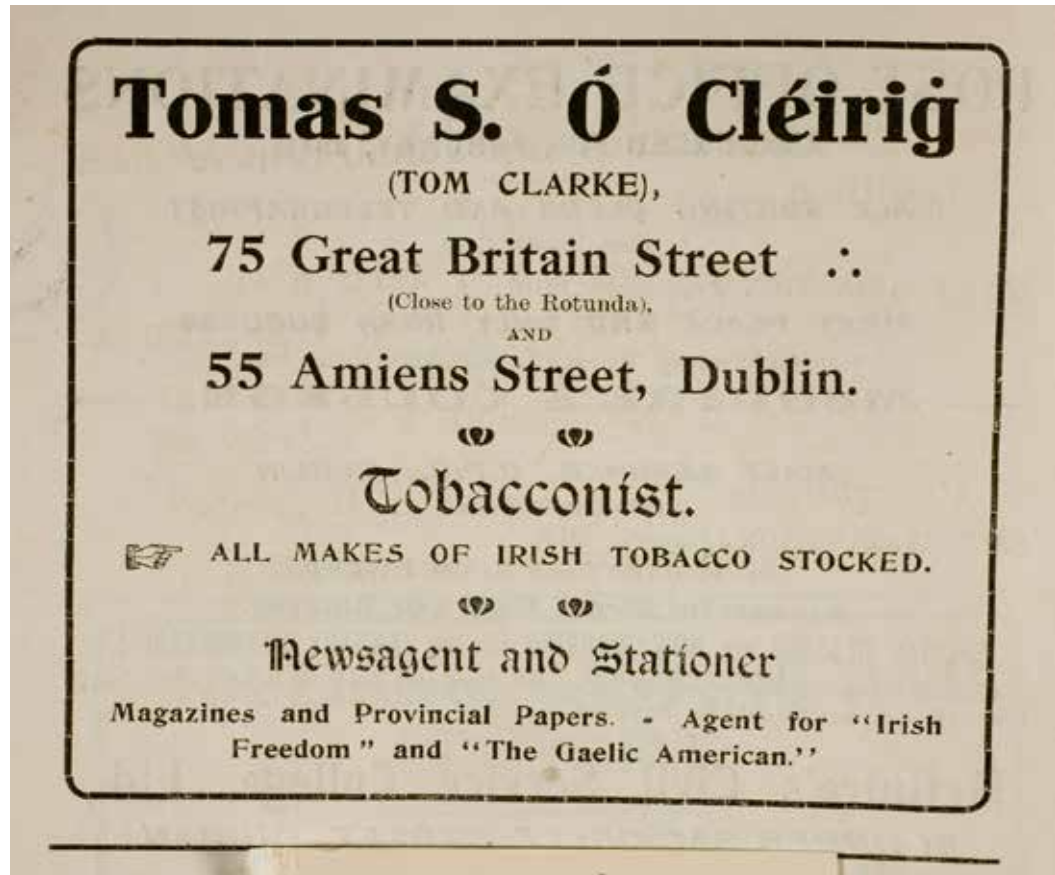 Tomas S. Ó Cléiriġ
(TOM CLARKE),
75 Great Britain Street ∴
(Close to the Rotunda),
AND
55 Amiens Street, Dublin.
Tobacconist.
☞ ALL MAKES OF IRISH TOBACCO STOCKED.
Newsagent and Stationer
Magazines and Provincial Papers. - Agent for "Irish
Freedom" and "The Gaelic American."